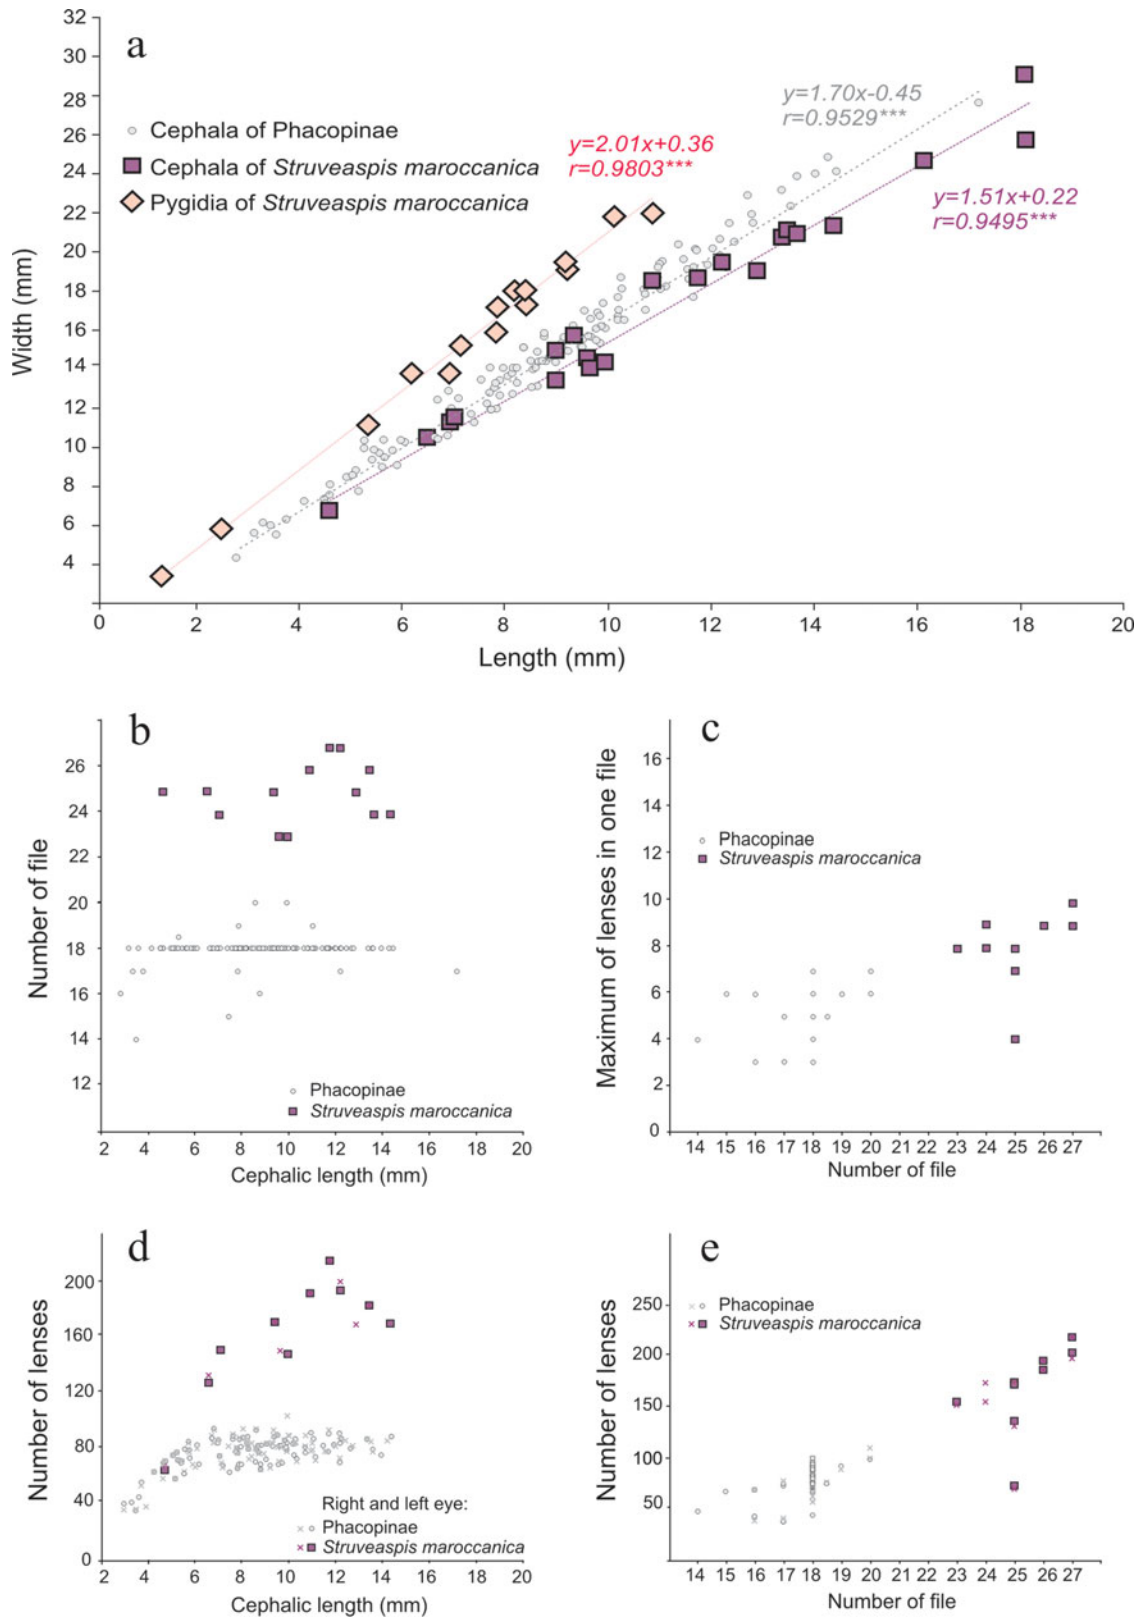 a
32
30
28
26
24
22
20
18
16
14
12
10
8
6
4
Width (mm)
Cephala of Phacopinae
Cephala of Struveaspis maroccanica
Pygidia of Struveaspis maroccanica
y=2.01x+0.36
r=0.9803***
y=1.70x-0.45
r=0.9529***
y=1.51x+0.22
r=0.9495***
0 2 4 6 8 10 12 14 16 18 20
Length (mm)
b
26
24
22
20
18
16
14
12
Number of file
Phacopinae
Struveaspis maroccanica
2 4 6 8 10 12 14 16 18 20
Cephalic length (mm)
c
16
14
12
10
8
6
4
2
0
Maximum of lenses in one file
Phacopinae
Struveaspis maroccanica
14 15 16 17 18 19 20 21 22 23 24 25 26 27
Number of file
d
200
160
120
80
40
0
Number of lenses
Right and left eye:
Phacopinae
Struveaspis maroccanica
2 4 6 8 10 12 14 16 18 20
Cephalic length (mm)
e
250
200
150
100
50
Number of lenses
Phacopinae
Struveaspis maroccanica
14 15 16 17 18 19 20 21 22 23 24 25 26 27
Number of file